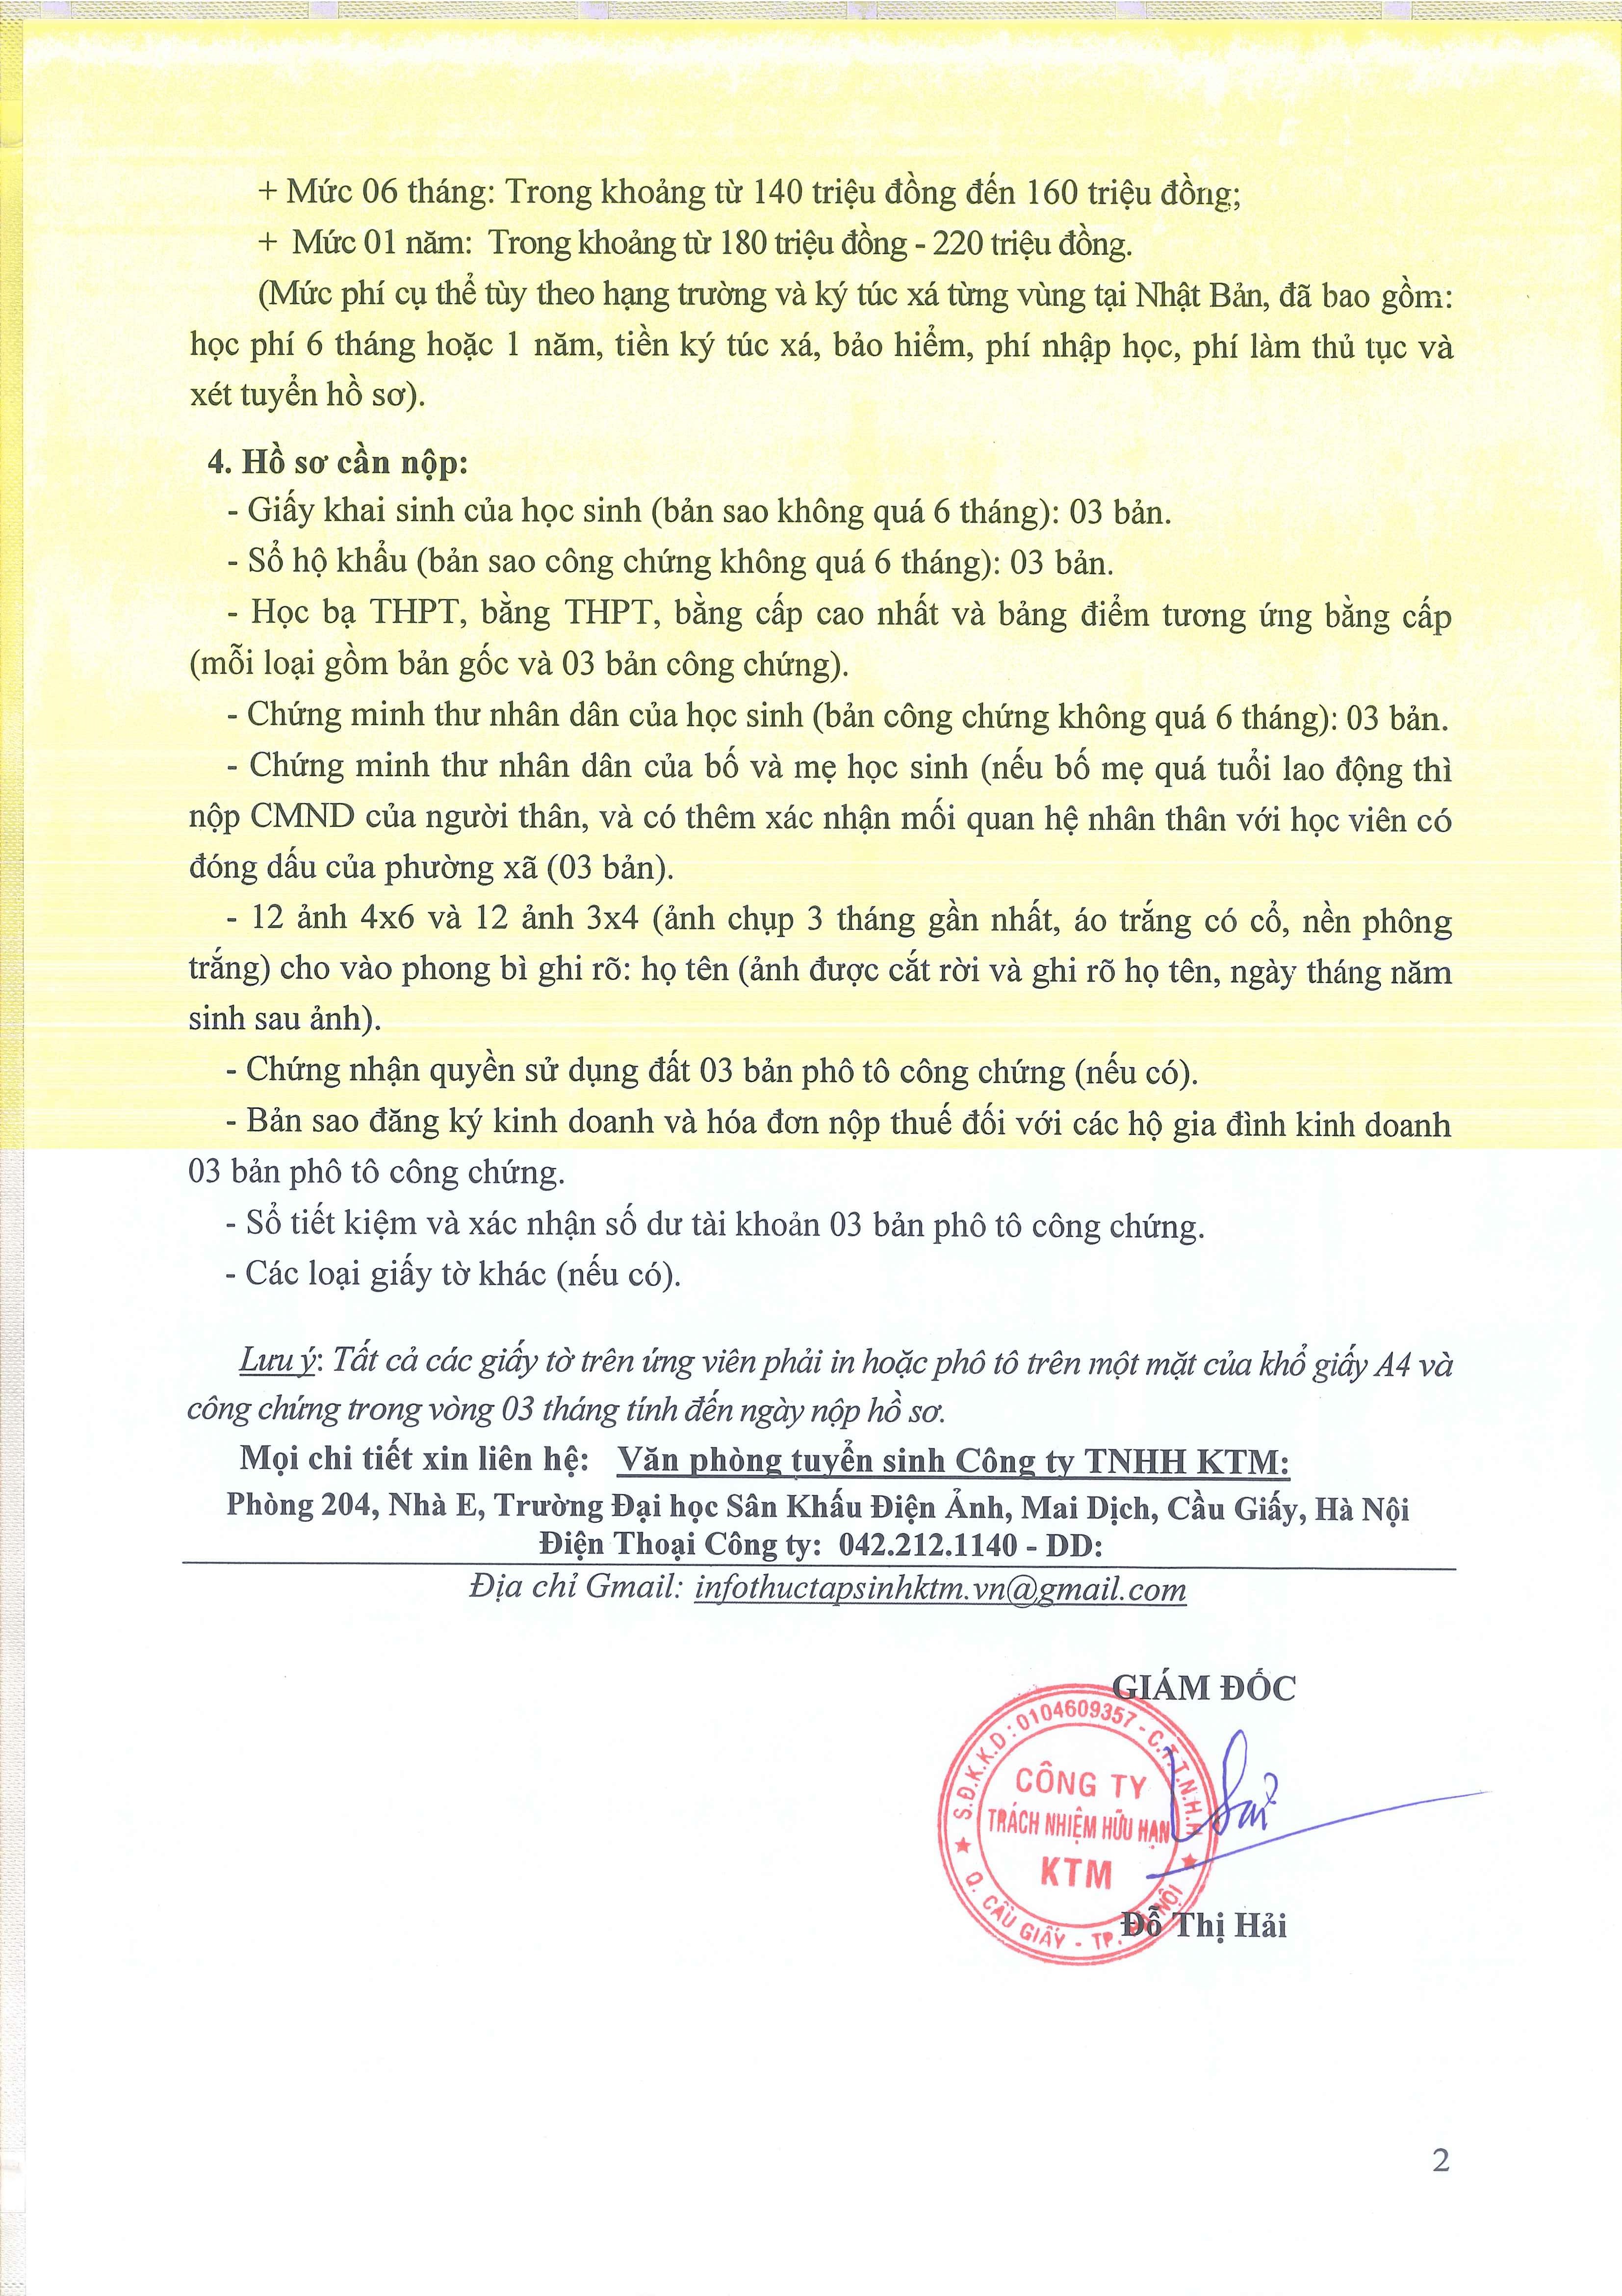 + Mức 06 tháng: Trong khoảng từ 140 triệu đồng đến 160 triệu đồng;
+ Mức 01 năm: Trong khoảng từ 180 triệu đồng - 220 triệu đồng.
(Mức phí cụ thể tùy theo hạng trường và ký túc xá từng vùng tại Nhật Bản, đã bao gồm:
học phí 6 tháng hoặc 1 năm, tiền ký túc xá, bảo hiểm, phí nhập học, phí làm thủ tục và
xét tuyển hồ sơ).
4. Hồ sơ cần nộp:
- Giấy khai sinh của học sinh (bản sao không quá 6 tháng): 03 bản.
- Sổ hộ khẩu (bản sao công chứng không quá 6 tháng): 03 bản.
- Học bạ THPT, bằng THPT, bằng cấp cao nhất và bảng điểm tương ứng bằng cấp
(mỗi loại gồm bản gốc và 03 bản công chứng).
- Chứng minh thư nhân dân của học sinh (bản công chứng không quá 6 tháng): 03 bản.
- Chứng minh thư nhân dân của bố và mẹ học sinh (nếu bố mẹ quá tuổi lao động thì
nộp CMND của người thân, và có thêm xác nhận mối quan hệ nhân thân với học viên có
đóng dấu của phường xã (03 bản).
- 12 ảnh 4x6 và 12 ảnh 3x4 (ảnh chụp 3 tháng gần nhất, áo trắng có cổ, nền phông
trắng) cho vào phong bì ghi rõ: họ tên (ảnh được cắt rời và ghi rõ họ tên, ngày tháng năm
sinh sau ảnh).
- Chứng nhận quyền sử dụng đất 03 bản phô tô công chứng (nếu có).
- Bản sao đăng ký kinh doanh và hóa đơn nộp thuế đối với các hộ gia đình kinh doanh
03 bản phô tô công chứng.
- Sổ tiết kiệm và xác nhận số dư tài khoản 03 bản phô tô công chứng.
- Các loại giấy tờ khác (nếu có).
Lưu ý: Tất cả các giấy tờ trên ứng viên phải in hoặc phô tô trên một mặt của khổ giấy A4 và
công chứng trong vòng 03 tháng tính đến ngày nộp hồ sơ.
Mọi chi tiết xin liên hệ: Văn phòng tuyển sinh Công ty TNHH KTM:
Phòng 204, Nhà E, Trường Đại học Sân Khấu Điện Ảnh, Mai Dịch, Cầu Giấy, Hà Nội
Điện Thoại Công ty: 042.212.1140 - DD:
Địa chỉ Gmail: infothuctapsinhktm.vn@gmail.com
GIÁM ĐỐC
S.Đ.K.K.D: 0104609357 - C.T.T.N.H.H
CÔNG TY
TRÁCH NHIỆM HỮU HẠN
KTM
Q. CẦU GIẤY - TP. HÀ NỘI
Đỗ Thị Hải
2